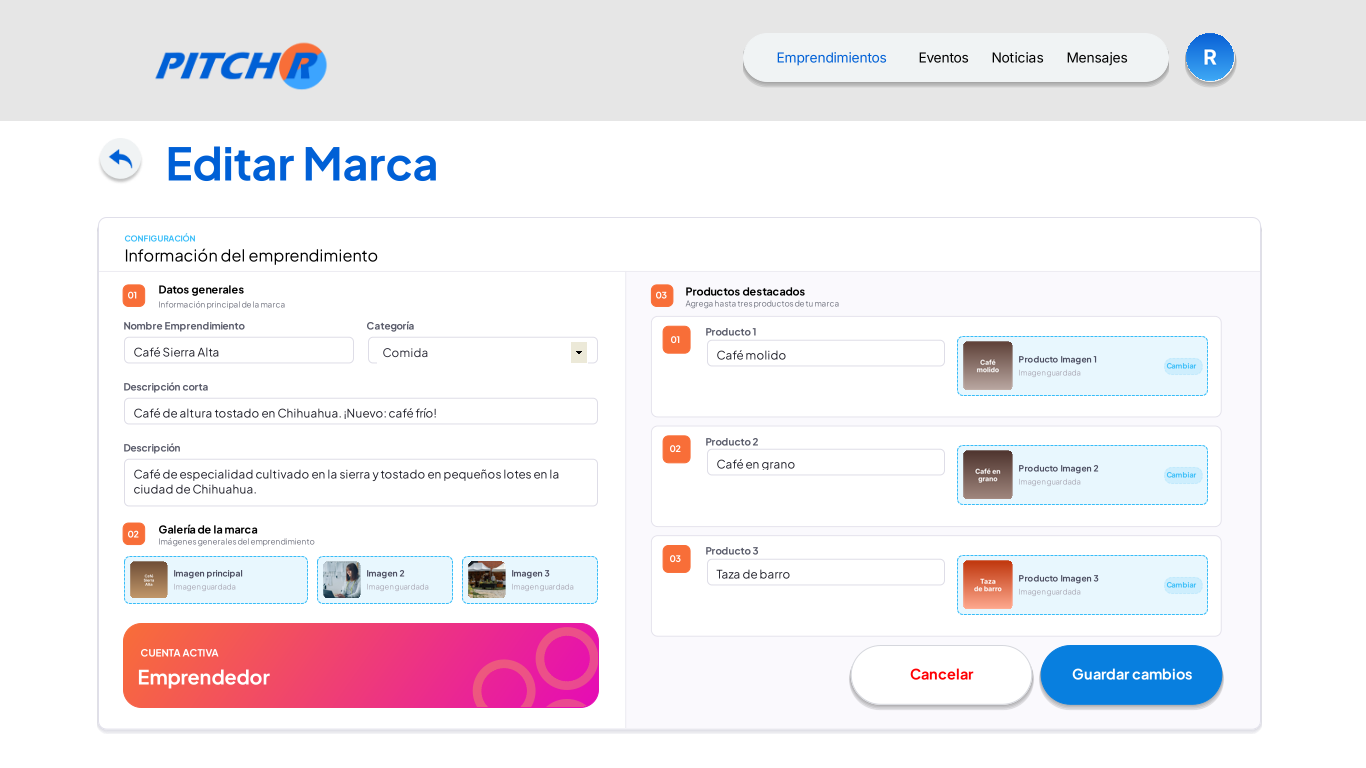 PITCHR
Emprendimientos
Eventos
Noticias
Mensajes
R
Editar Marca
CONFIGURACIÓN
Información del emprendimiento
01
Datos generales
Información principal de la marca
Nombre Emprendimiento
Categoría
Café Sierra Alta
Comida
Descripción corta
Café de altura tostado en Chihuahua. ¡Nuevo: café frío!
Descripción
Café de especialidad cultivado en la sierra y tostado en pequeños lotes en la
ciudad de Chihuahua.
02
Galería de la marca
Imágenes generales del emprendimiento
Café
Sierra
Alta
Imagen principal
Imagen guardada
Imagen 2
Imagen guardada
Imagen 3
Imagen guardada
CUENTA ACTIVA
Emprendedor
03
Productos destacados
Agrega hasta tres productos de tu marca
01
Producto 1
Café molido
Café
molido
Producto Imagen 1
Imagen guardada
Cambiar
02
Producto 2
Café en grano
Café en
grano
Producto Imagen 2
Imagen guardada
Cambiar
03
Producto 3
Taza de barro
Taza
de barro
Producto Imagen 3
Imagen guardada
Cambiar
Cancelar
Guardar cambios